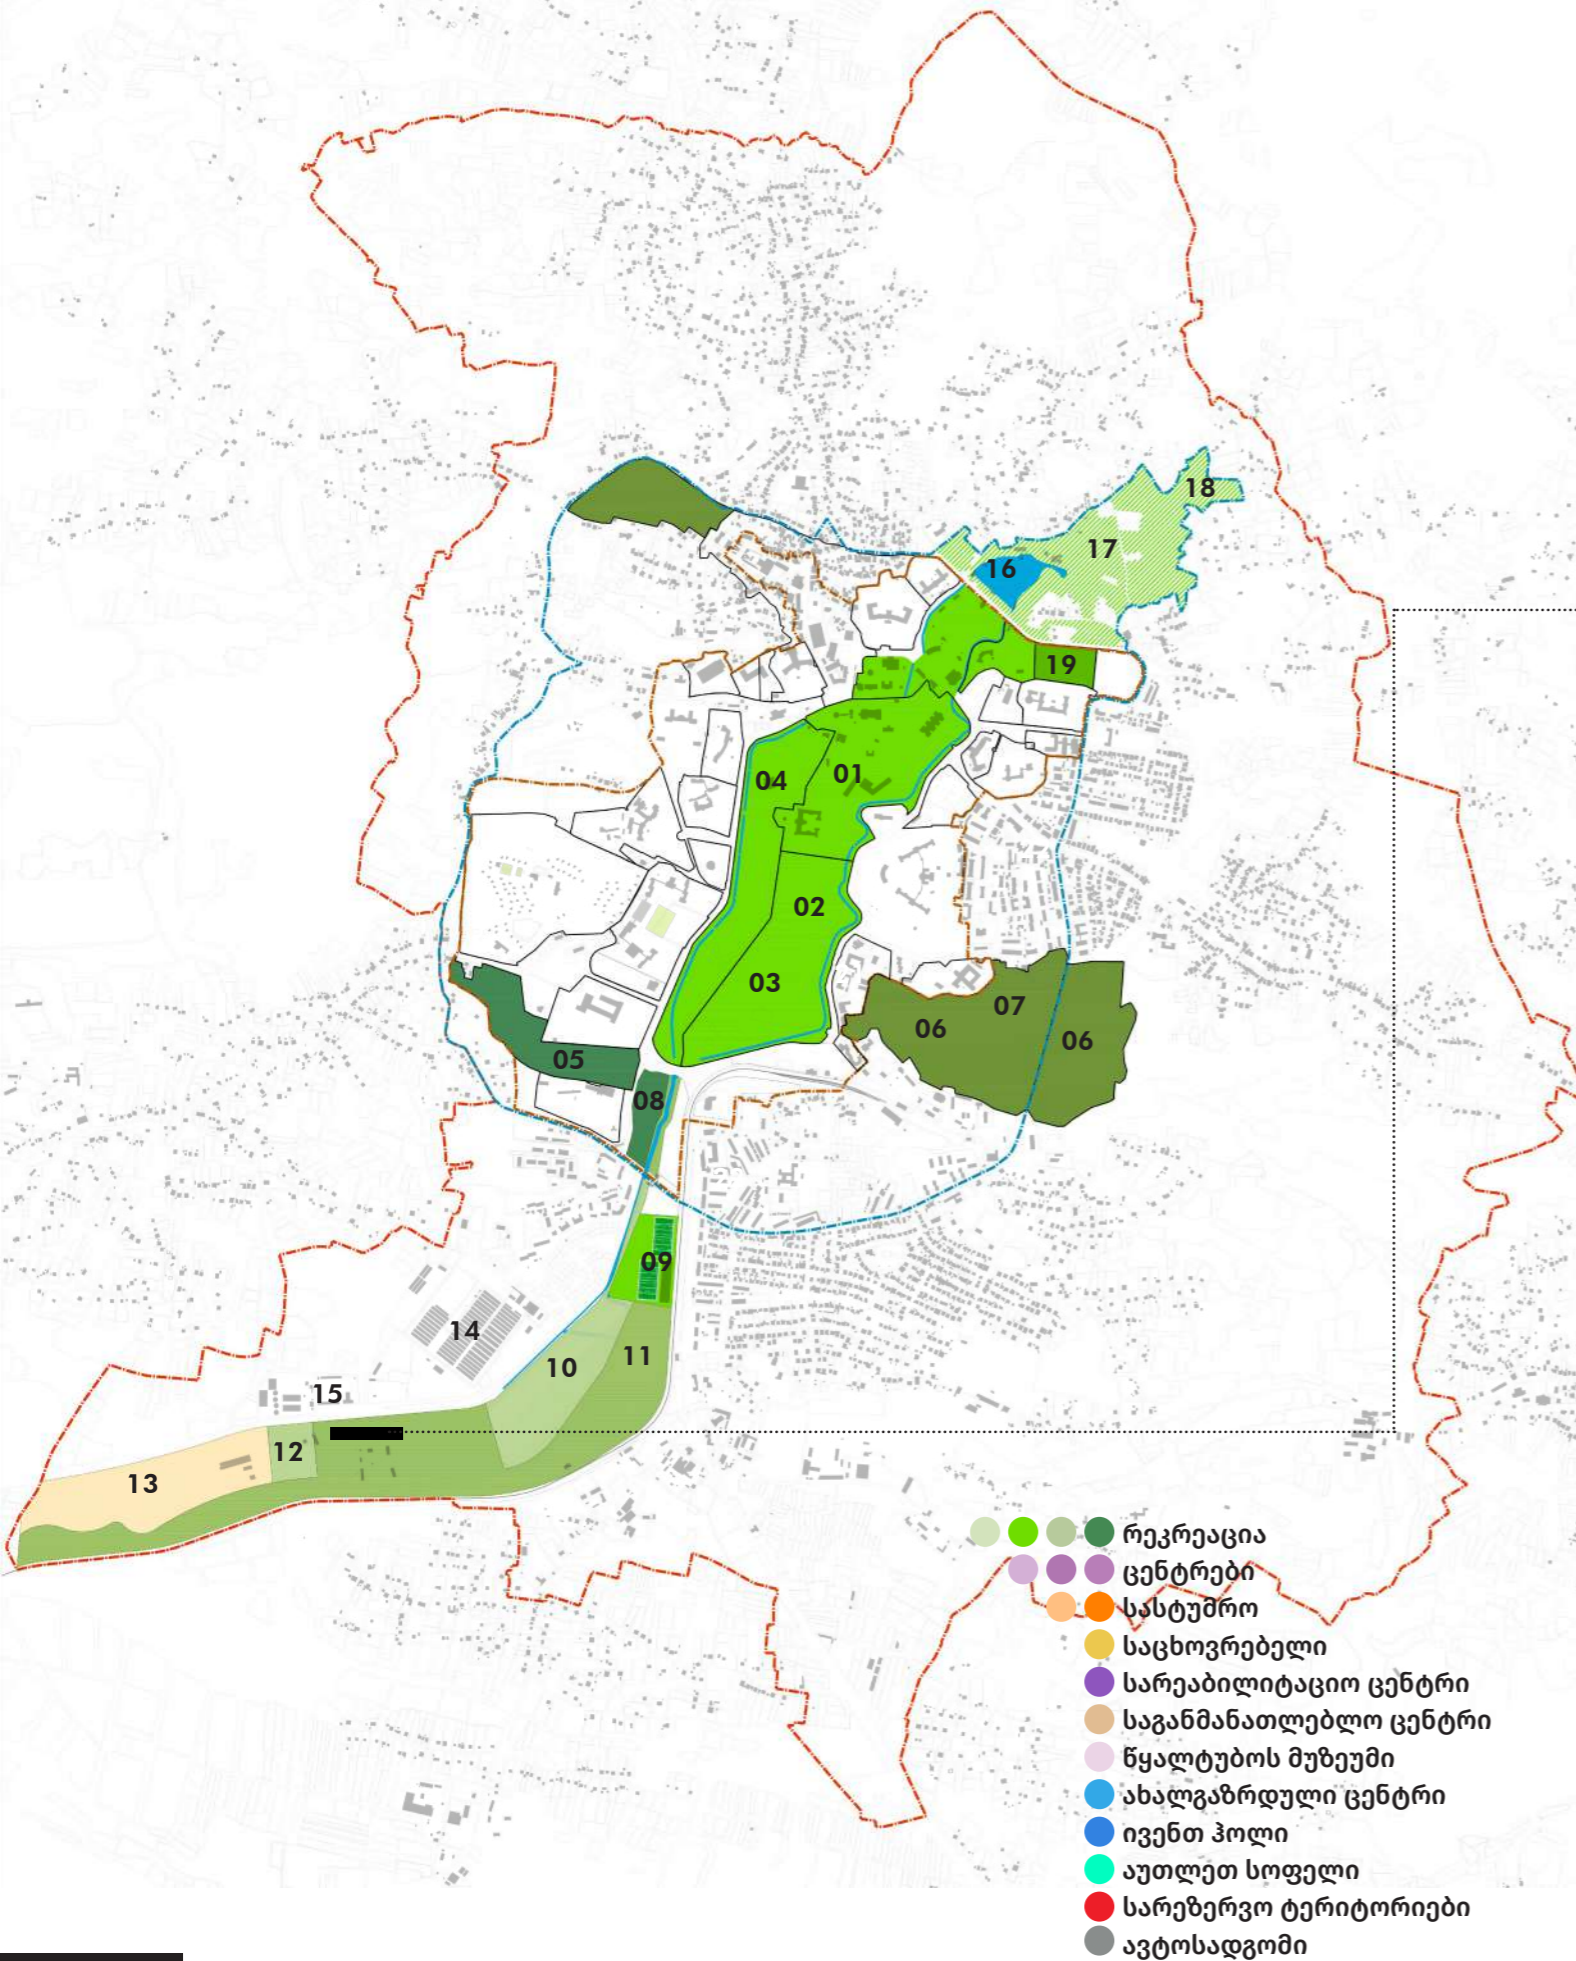 18
17
16
19
04
01
02
03
07
06
06
05
08
09
14
11
10
15
12
13
რეკრეაცია
ცენტრები
სასტუმრო
საცხოვრებელი
სარეაბილიტაციო ცენტრი
საგანმანათლებლო ცენტრი
წყალტუბოს მუზეუმი
ახალგაზრდული ცენტრი
ივენთ ჰოლი
აუთლეთ სოფელი
სარეზერვო ტერიტორიები
ავტოსადგომი